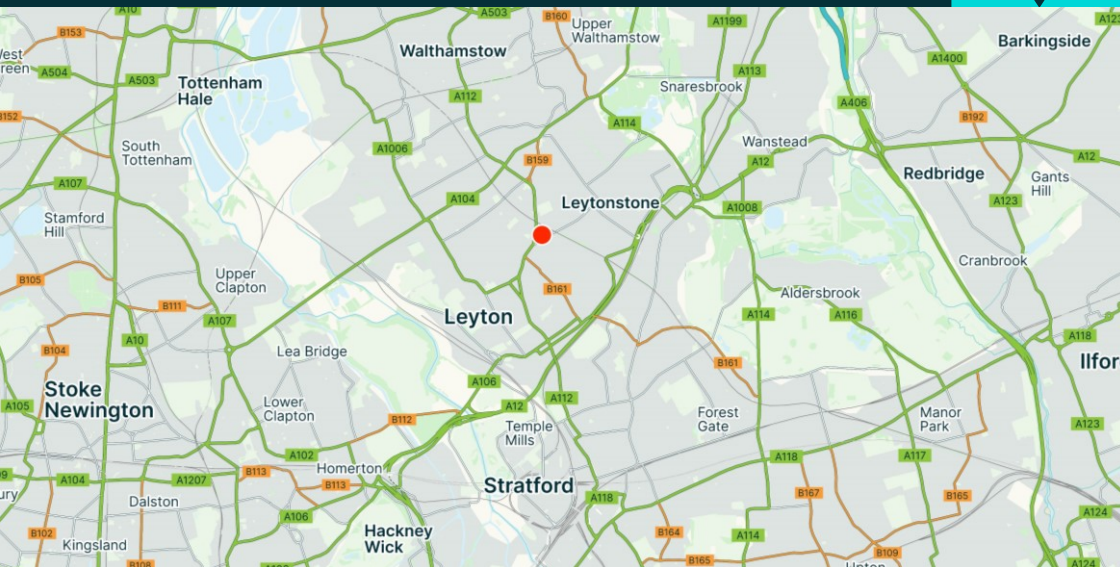 A10
A503
B160
Upper
Walthamstow
A1199
B153
Walthamstow
Barkingside
A504
A503
Tottenham
Hale
A112
A113
Snaresbrook
A1400
A406
B192
A114
A1006
South
Tottenham
B159
Wanstead
A12
A12
A107
A104
Leytonstone
A1008
Redbridge
Gants
Hill
A123
Stamford
Hill
B105
Upper
Clapton
B111
A107
B161
Cranbrook
Aldersbrook
A114
A116
Leyton
A10
B104
Lea Bridge
A118
B161
Stoke
Newington
A105
A106
A12
A112
B112
Lower
Clapton
Temple
Mills
Forest
Gate
Manor
Park
A123
A102
Homerton
A118
A117
A104
A1207
B113
B113
Stratford
Dalston
A118
B167
B165
A106
A124
B102
Kingsland
Hackney
Wick
B164
A114
B109
B165
A124